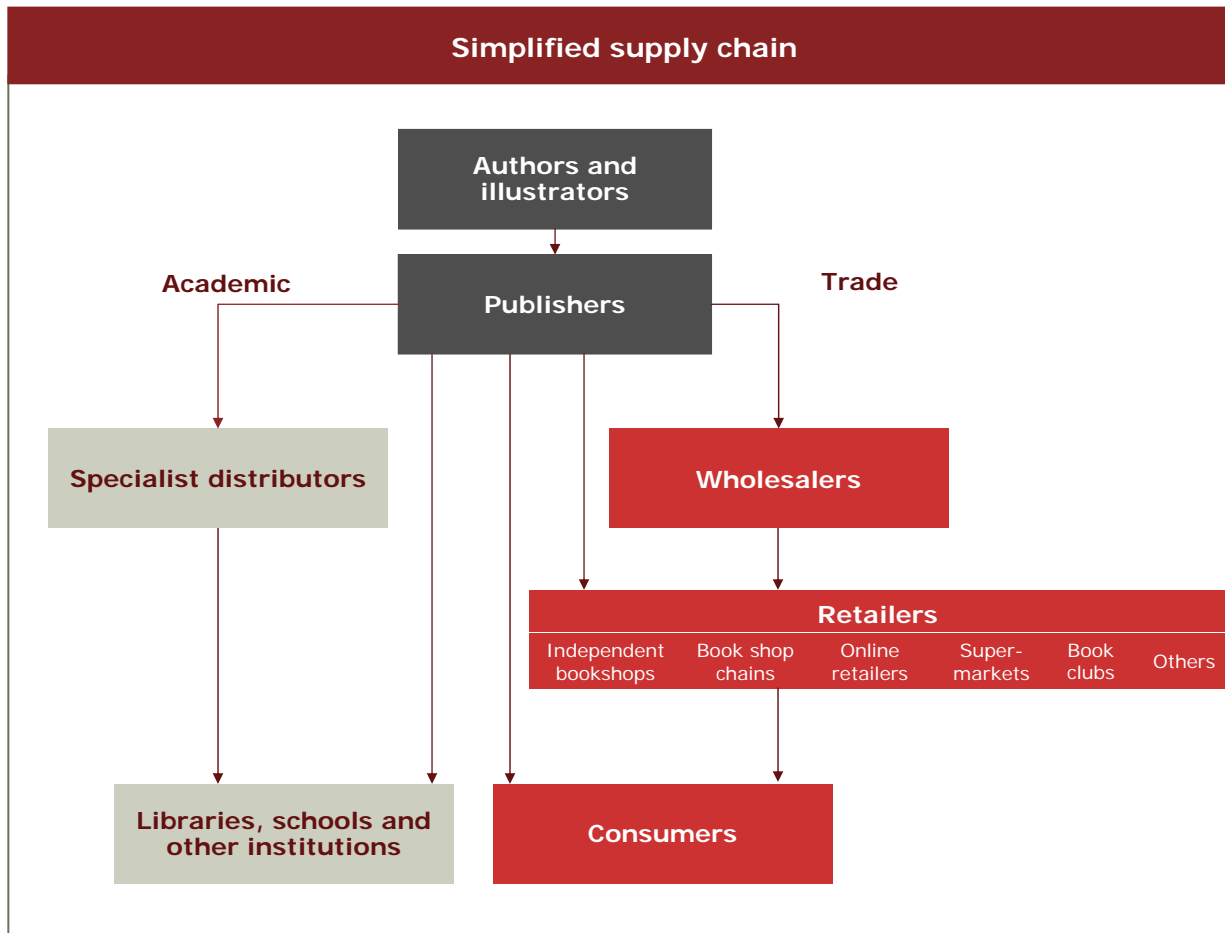 Simplified supply chain
Authors and
illustrators
Academic
Trade
Publishers
Specialist distributors
Wholesalers
Retailers
Independent
bookshops
Book shop
chains
Online
retailers
Super-
markets
Book
clubs
Others
Libraries, schools and
other institutions
Consumers